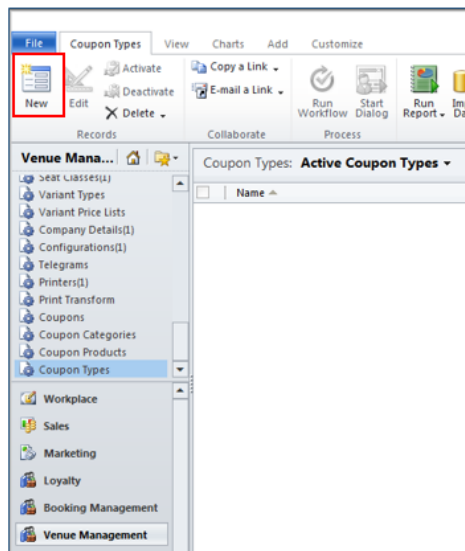 File Coupon Types View Charts Add Customize
New
Edit
Activate
Deactivate
Delete
Copy a Link
E-mail a Link
Run Workflow
Start Dialog
Run Report
Records Collaborate Process
Venue Mana...
Seat Classes(1)
Variant Types
Variant Price Lists
Company Details(1)
Configurations(1)
Telegrams
Printers(1)
Print Transform
Coupons
Coupon Categories
Coupon Products
Coupon Types
Workplace
Sales
Marketing
Loyalty
Booking Management
Venue Management
Coupon Types: Active Coupon Types
Name